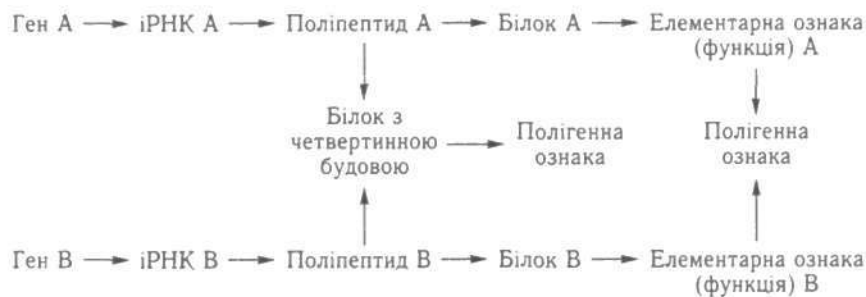 Ген А → іРНК А → Поліпептид А → Білок А → Елементарна ознака
(функція) А
Білок з
четвертинною
будовою
Полігенна
ознака
Полігенна
ознака
Ген В → іРНК В → Поліпептид В → Білок В → Елементарна ознака
(функція) В